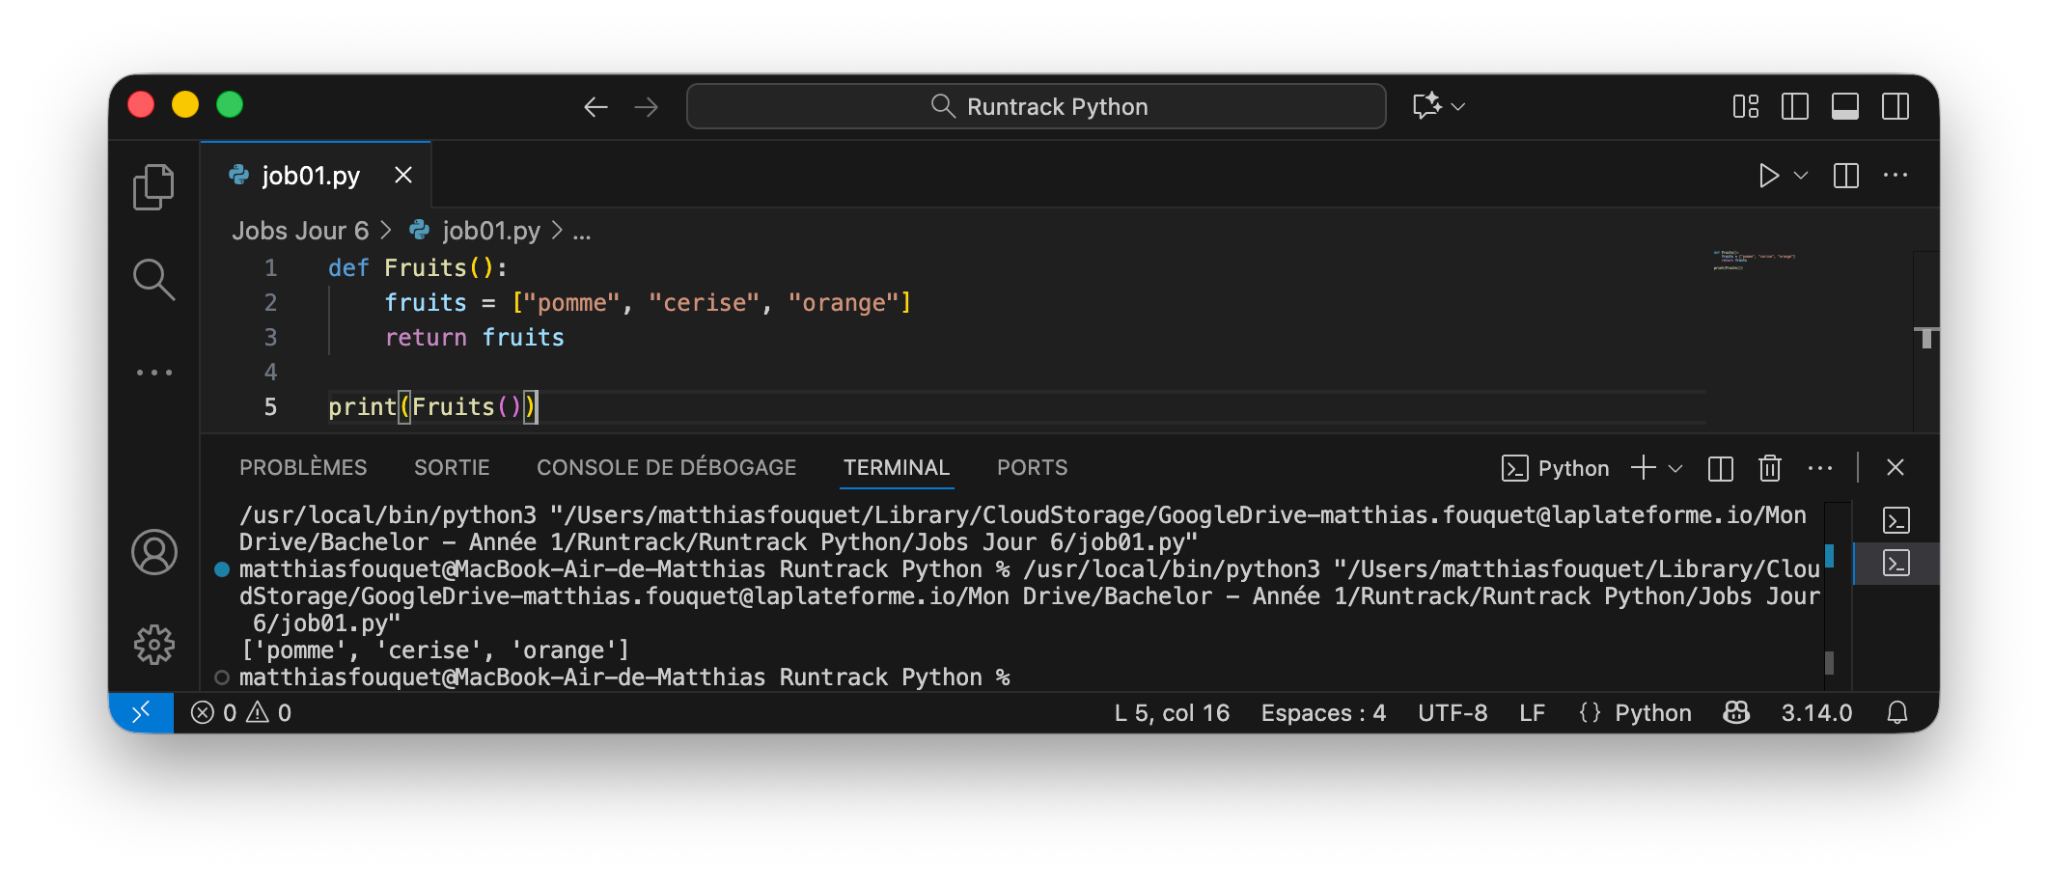 Runtrack Python
job01.py
Jobs Jour 6 > job01.py > ...
1 def Fruits():
2     fruits = ["pomme", "cerise", "orange"]
3     return fruits
4
5 print(Fruits())
PROBLÈMES SORTIE CONSOLE DE DÉBOGAGE TERMINAL PORTS Python
/usr/local/bin/python3 "/Users/matthiasfouquet/Library/CloudStorage/GoogleDrive-matthias.fouquet@laplateforme.io/Mon
Drive/Bachelor - Année 1/Runtrack/Runtrack Python/Jobs Jour 6/job01.py"
matthiasfouquet@MacBook-Air-de-Matthias Runtrack Python % /usr/local/bin/python3 "/Users/matthiasfouquet/Library/Clou
dStorage/GoogleDrive-matthias.fouquet@laplateforme.io/Mon Drive/Bachelor - Année 1/Runtrack/Runtrack Python/Jobs Jour
 6/job01.py"
['pomme', 'cerise', 'orange']
matthiasfouquet@MacBook-Air-de-Matthias Runtrack Python %
0 0 L 5, col 16 Espaces : 4 UTF-8 LF {} Python 3.14.0